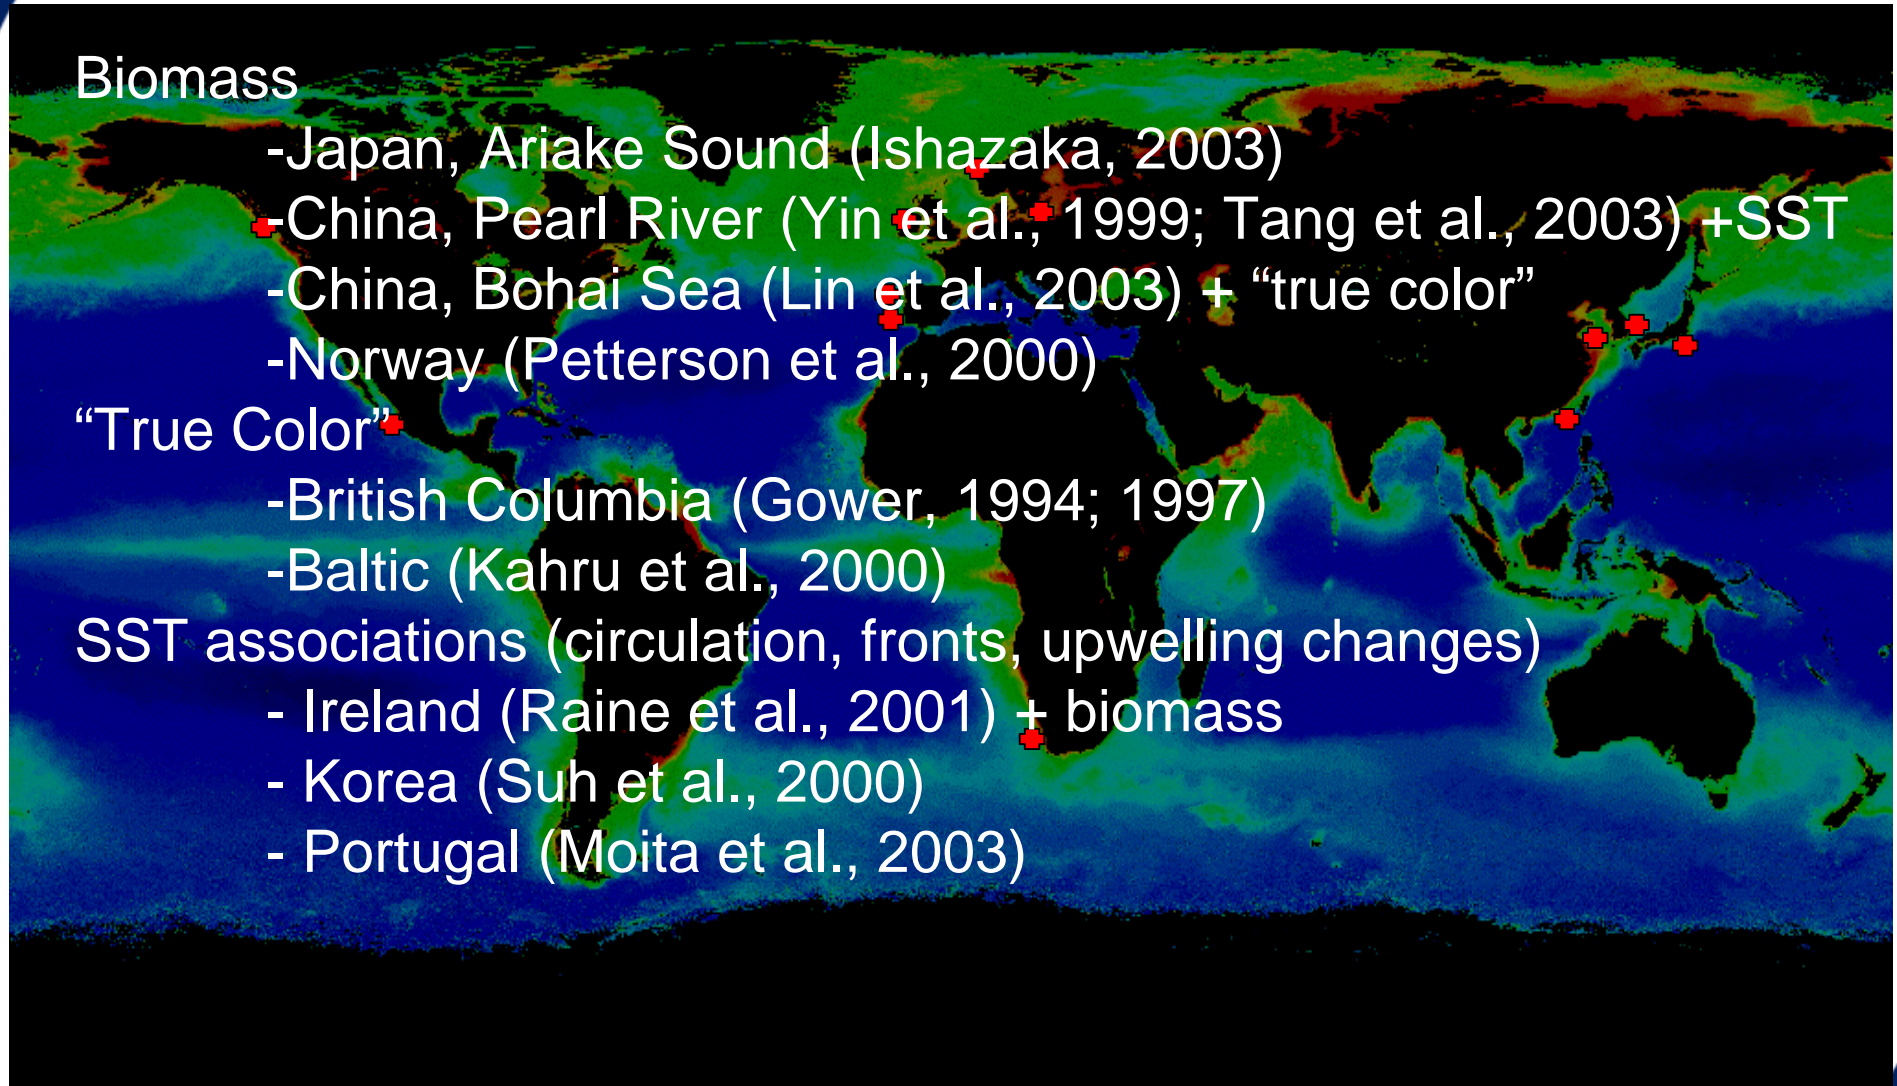 Biomass
-Japan, Ariake Sound (Ishazaka, 2003)
-China, Pearl River (Yin et al., 1999; Tang et al., 2003) +SST
-China, Bohai Sea (Lin et al., 2003) + “true color”
-Norway (Petterson et al., 2000)
“True Color”
-British Columbia (Gower, 1994; 1997)
-Baltic (Kahru et al., 2000)
SST associations (circulation, fronts, upwelling changes)
- Ireland (Raine et al., 2001) + biomass
- Korea (Suh et al., 2000)
- Portugal (Moita et al., 2003)